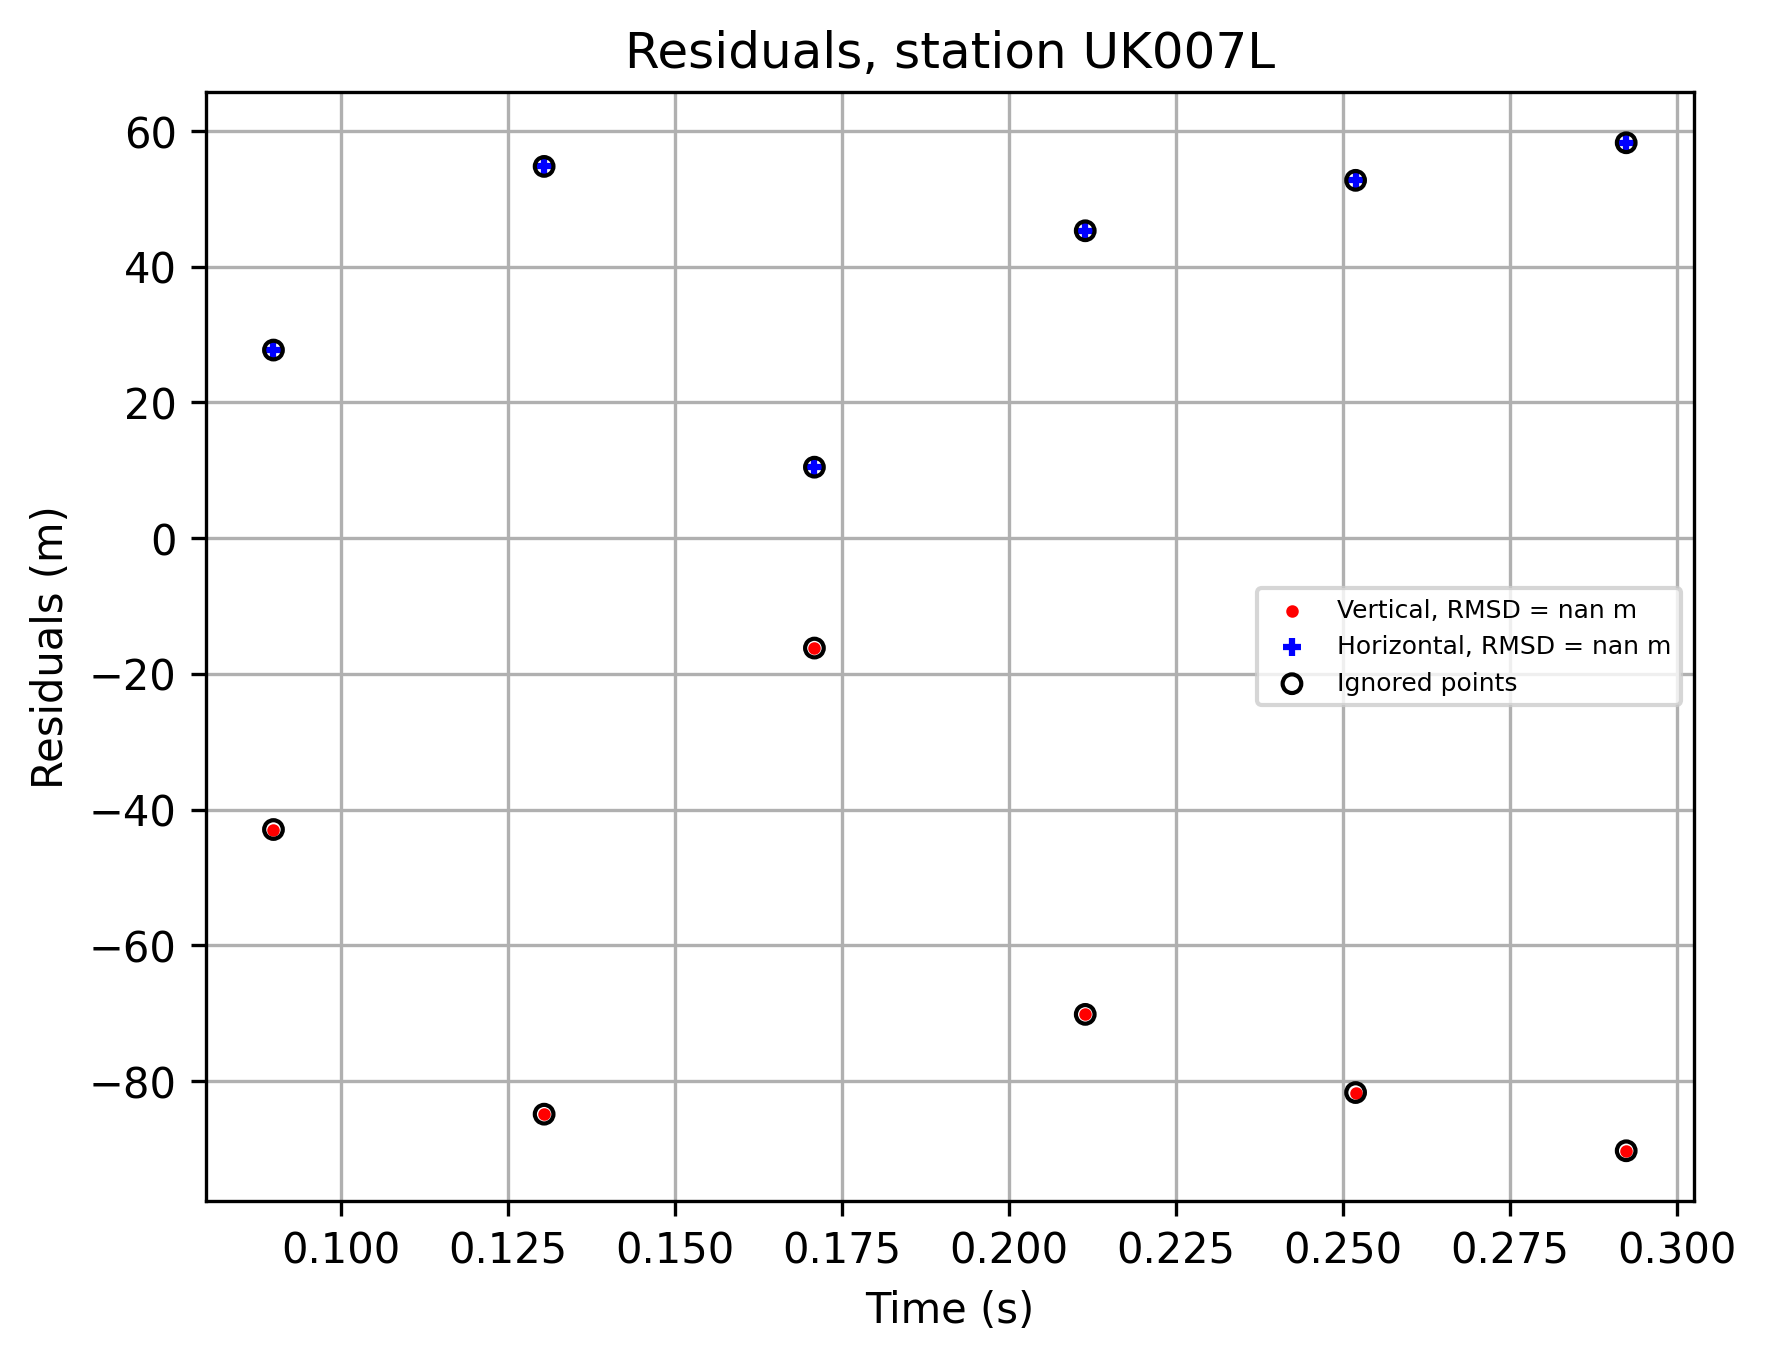 Residuals, station UK007L
60
40
20
0
−20
−40
−60
−80
Residuals (m)
Vertical, RMSD = nan m
Horizontal, RMSD = nan m
Ignored points
0.100 0.125 0.150 0.175 0.200 0.225 0.250 0.275 0.300
Time (s)